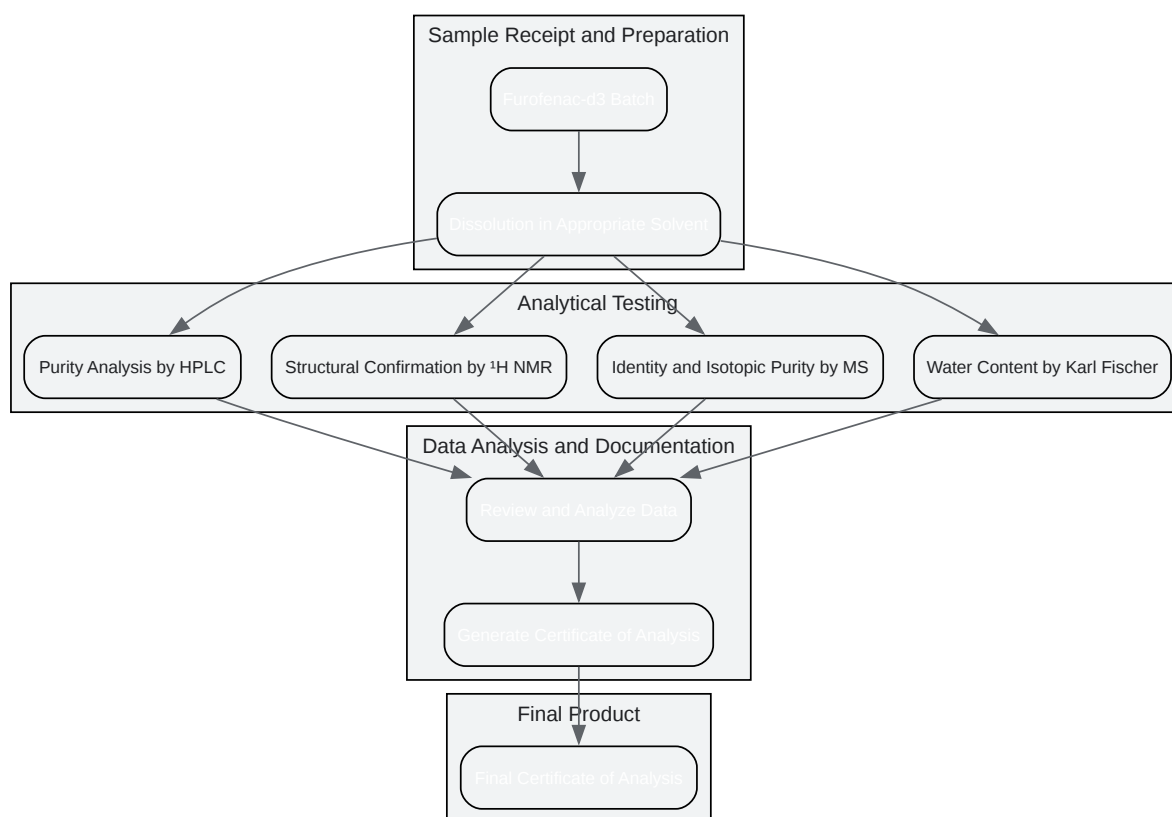 Sample Receipt and Preparation
Furofenac-d3 Batch
Dissolution in Appropriate Solvent
Analytical Testing
Purity Analysis by HPLC
Structural Confirmation by ¹H NMR
Identity and Isotopic Purity by MS
Water Content by Karl Fischer
Data Analysis and Documentation
Review and Analyze Data
Generate Certificate of Analysis
Final Product
Final Certificate of Analysis